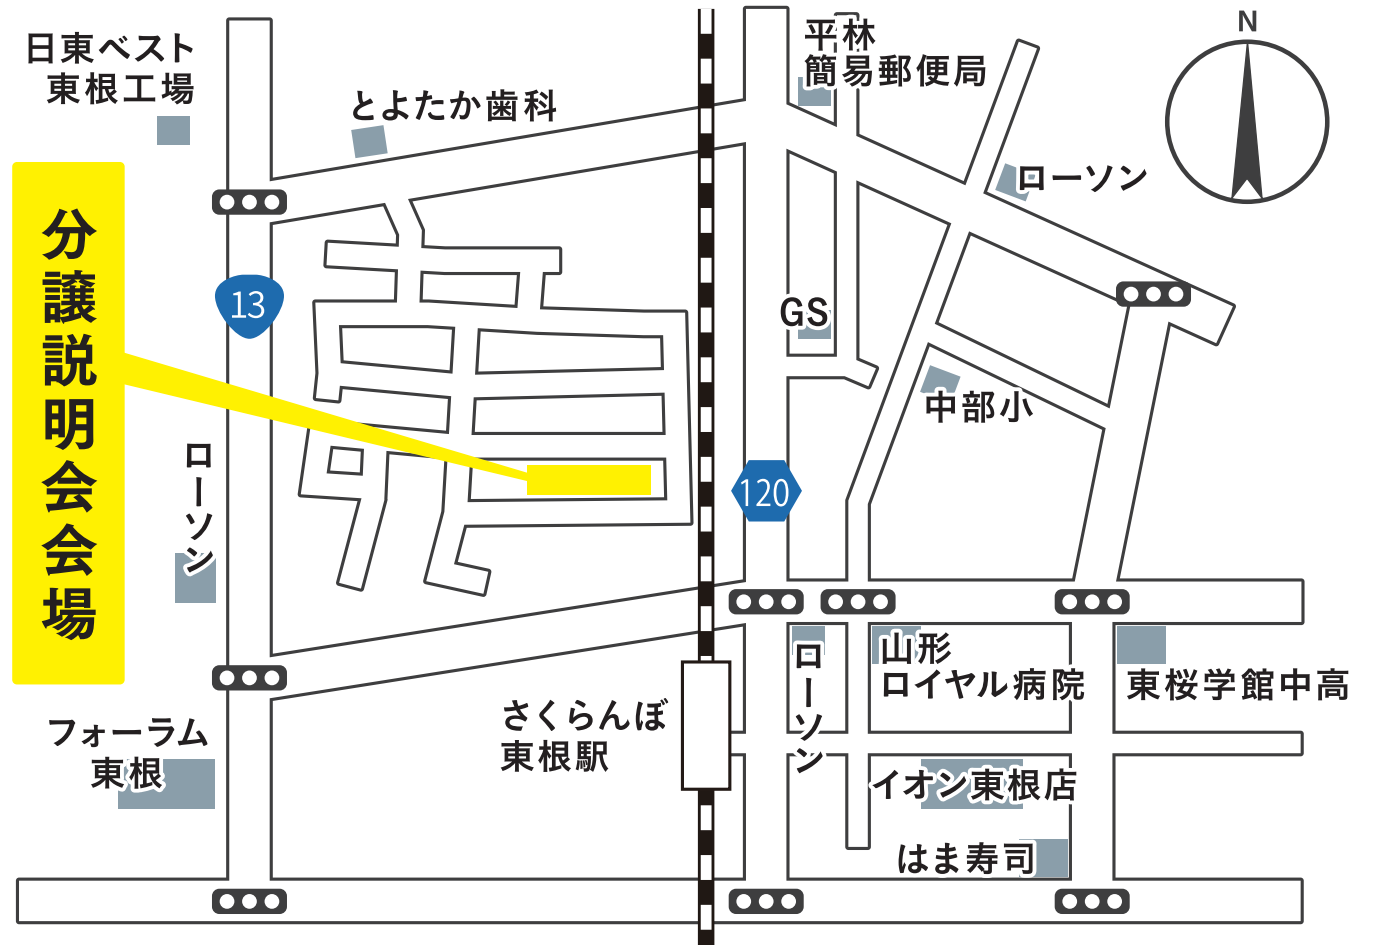 日東ベスト
東根工場
とよたか歯科
平林
簡易郵便局
N
ローソン
分譲説明会会場
13
GS
中部小
ローソン
120
ローソン
山形
ロイヤル病院
東桜学館中高
フォーラム
東根
さくらんぼ
東根駅
イオン東根店
はま寿司